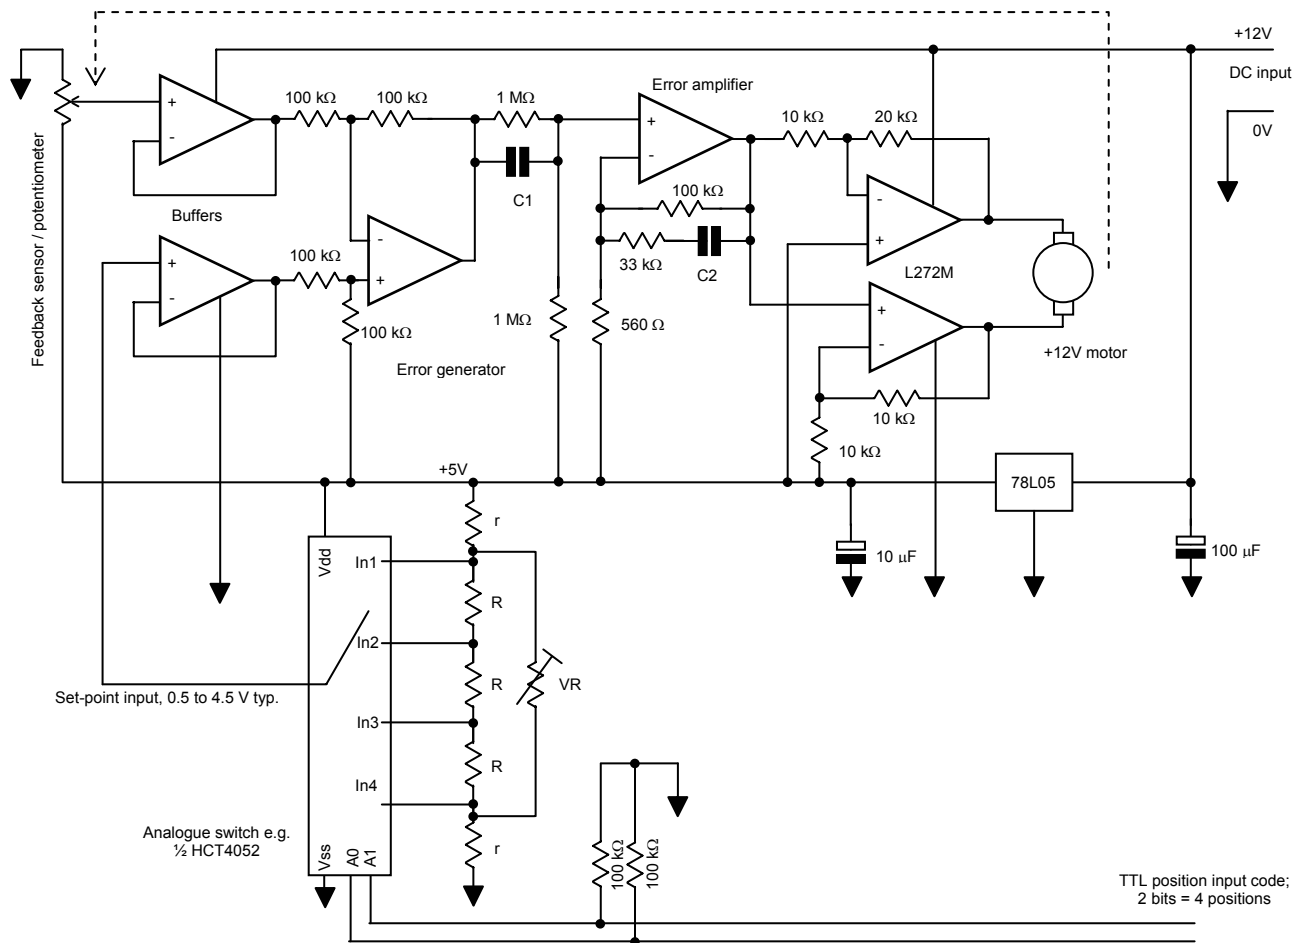 +12V
DC input
0V
Error amplifier
100 kΩ
100 kΩ
1 MΩ
10 kΩ
20 kΩ
+
-
+
-
-
+
Feedback sensor / potentiometer
Buffers
C1
100 kΩ
33 kΩ
C2
L272M
+
-
100 kΩ
-
+
100 kΩ
1 MΩ
560 Ω
+
-
+12V motor
Error generator
10 kΩ
10 kΩ
+5V
78L05
r
10 µF
100 µF
Vdd
In1
R
In2
R
VR
Set-point input, 0.5 to 4.5 V typ.
In3
R
In4
Analogue switch e.g.
½ HCT4052
Vss
A0
A1
r
100 kΩ
100 kΩ
TTL position input code;
2 bits = 4 positions